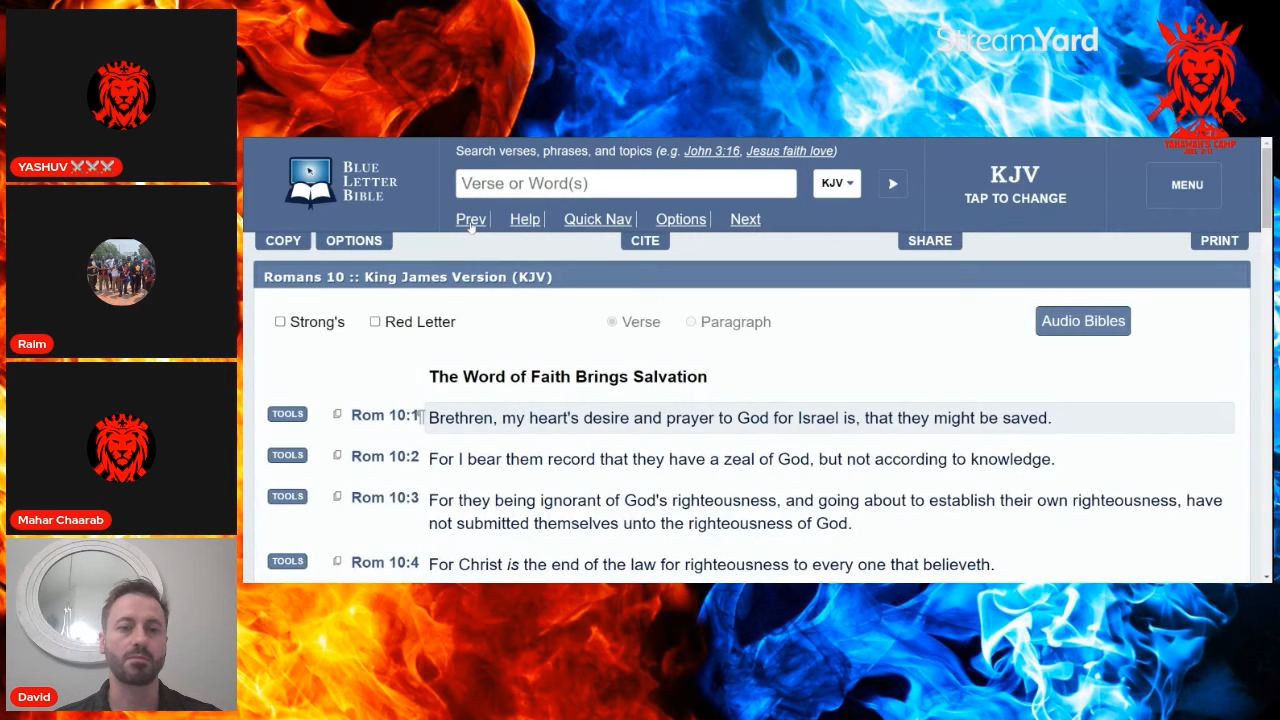 StreamYard
YAHAWAH'S CAMP
YASHUV
Raim
Mahar Chaarab
David
BLUE
LETTER
BIBLE
Search verses, phrases, and topics (e.g. John 3:16, Jesus faith love)
Verse or Word(s)
KJV
Prev Help Quick Nav Options Next
KJV
TAP TO CHANGE
MENU
COPY OPTIONS CITE SHARE PRINT
Romans 10 :: King James Version (KJV)
Strong's Red Letter Verse Paragraph Audio Bibles
The Word of Faith Brings Salvation
TOOLS Rom 10:1 ¶ Brethren, my heart's desire and prayer to God for Israel is, that they might be saved.
TOOLS Rom 10:2 For I bear them record that they have a zeal of God, but not according to knowledge.
TOOLS Rom 10:3 For they being ignorant of God's righteousness, and going about to establish their own righteousness, have
not submitted themselves unto the righteousness of God.
TOOLS Rom 10:4 For Christ is the end of the law for righteousness to every one that believeth.